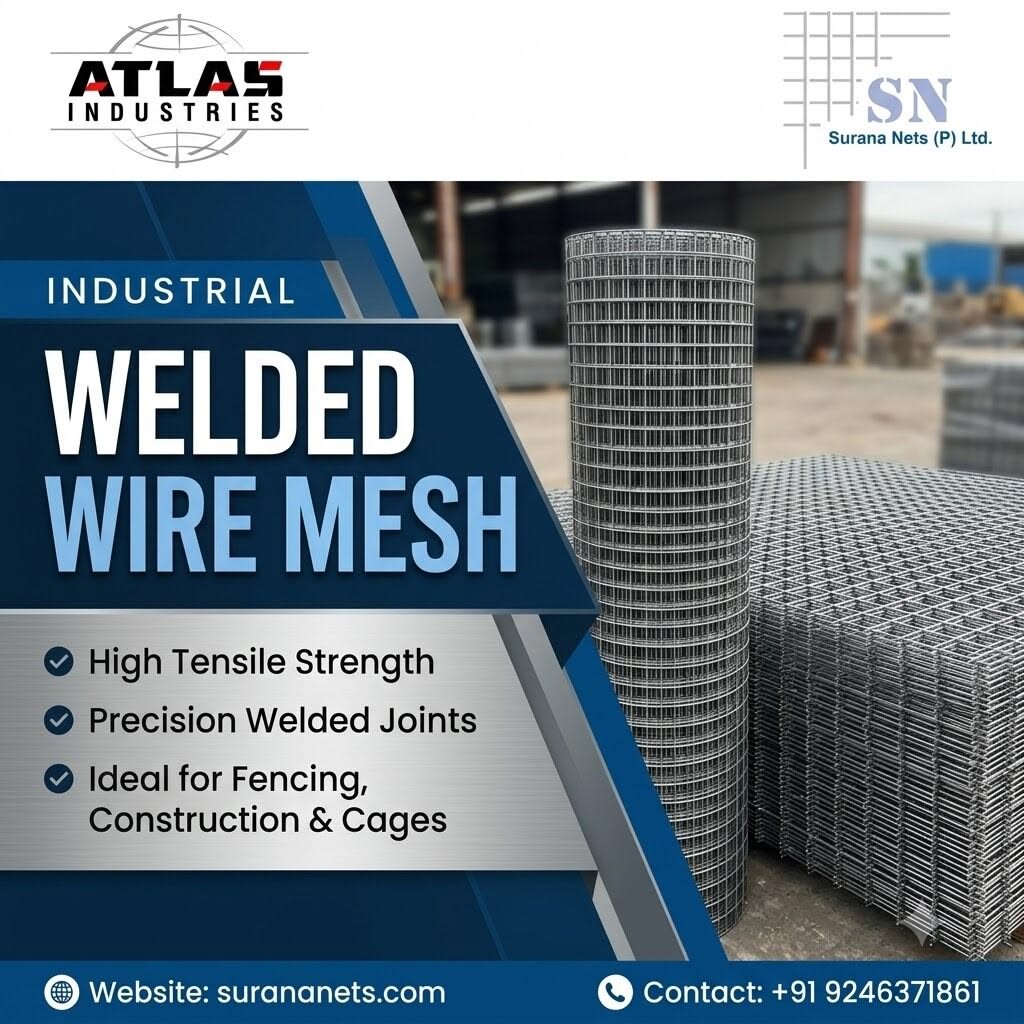 ATLAS
INDUSTRIES
SN
Surana Nets (P) Ltd.
INDUSTRIAL
WELDED
WIRE MESH
High Tensile Strength
Precision Welded Joints
Ideal for Fencing,
Construction & Cages
Website: surananets.com
Contact: +91 9246371861